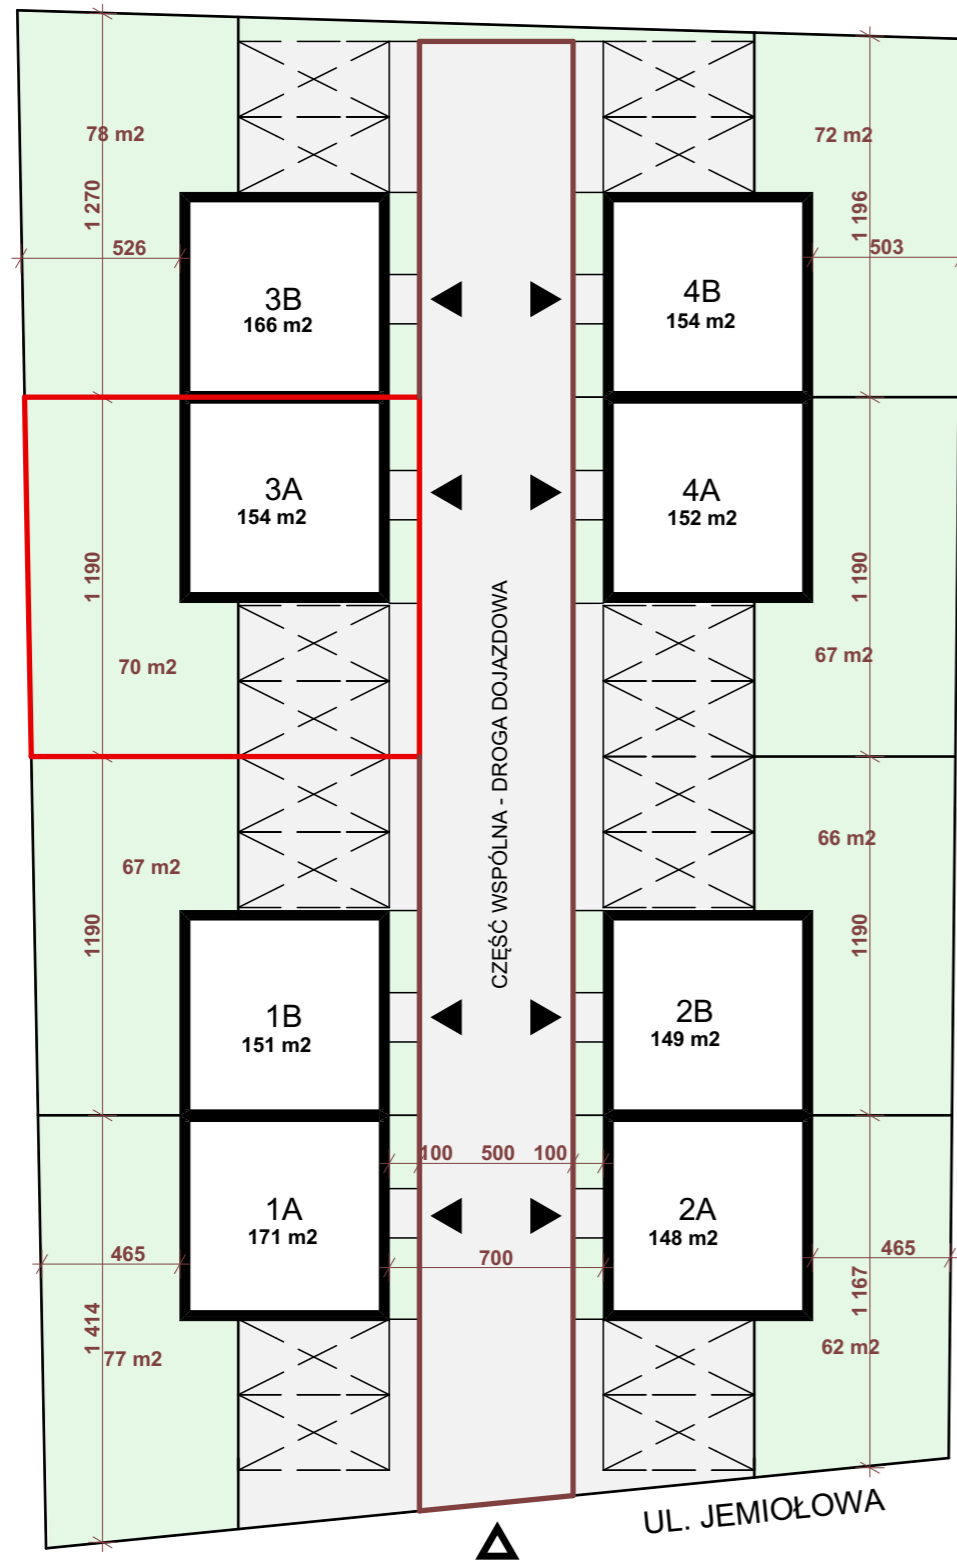 78 m2
72 m2
1 270
1 196
526
503
3B
166 m2
4B
154 m2
3A
154 m2
4A
152 m2
1 190
1 190
70 m2
67 m2
CZĘŚĆ WSPÓLNA - DROGA DOJAZDOWA
67 m2
66 m2
1190
1190
1B
151 m2
2B
149 m2
100 500 100
1A
171 m2
2A
148 m2
465
700
465
1 414
1 167
77 m2
62 m2
UL. JEMIOŁOWA